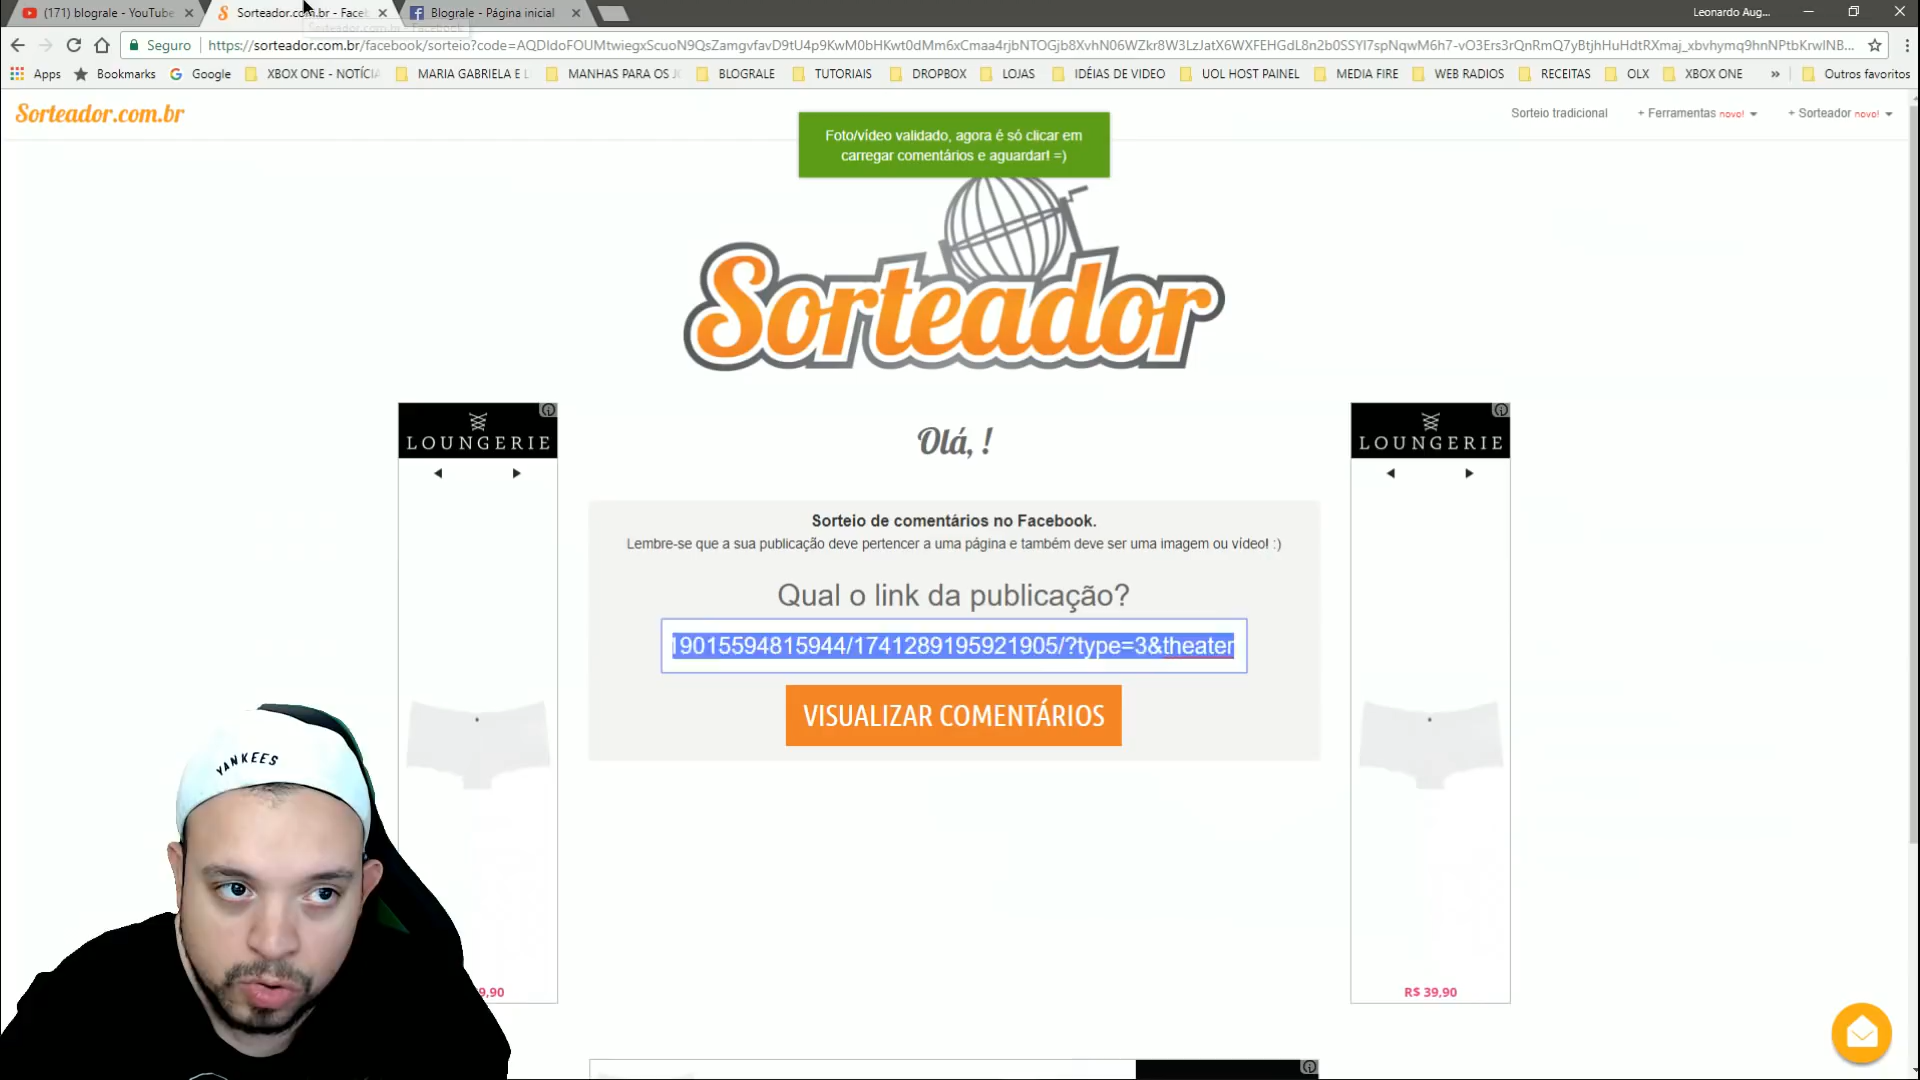 (171) blograle - YouTube
Sorteador.com.br - Faceb
Blograle - Página inicial
Leonardo Aug...
Seguro
https://sorteador.com.br/facebook/sorteio?code=
Apps
Bookmarks
Google
XBOX ONE - NOTÍCIA
MARIA GABRIELA E L
MANHAS PARA OS JO
BLOGRALE
TUTORIAIS
DROPBOX
LOJAS
IDÉIAS DE VIDEO
UOL HOST PAINEL
MEDIA FIRE
WEB RADIOS
RECEITAS
OLX
XBOX ONE
»
Outros favoritos
Sorteador.com.br
Sorteio tradicional
+ Ferramentas novo!
+ Sorteador novo!
Foto/vídeo validado, agora é só clicar em
carregar comentários e aguardar! =)
Sorteador
LOUNGERIE
LOUNGERIE
Olá, !
Sorteio de comentários no Facebook.
Lembre-se que a sua publicação deve pertencer a uma página e também deve ser uma imagem ou vídeo! :)
Qual o link da publicação?
19015594815944/1741289195921905/?type=3&theater
VISUALIZAR COMENTÁRIOS
YANKEES
9,90
R$ 39,90